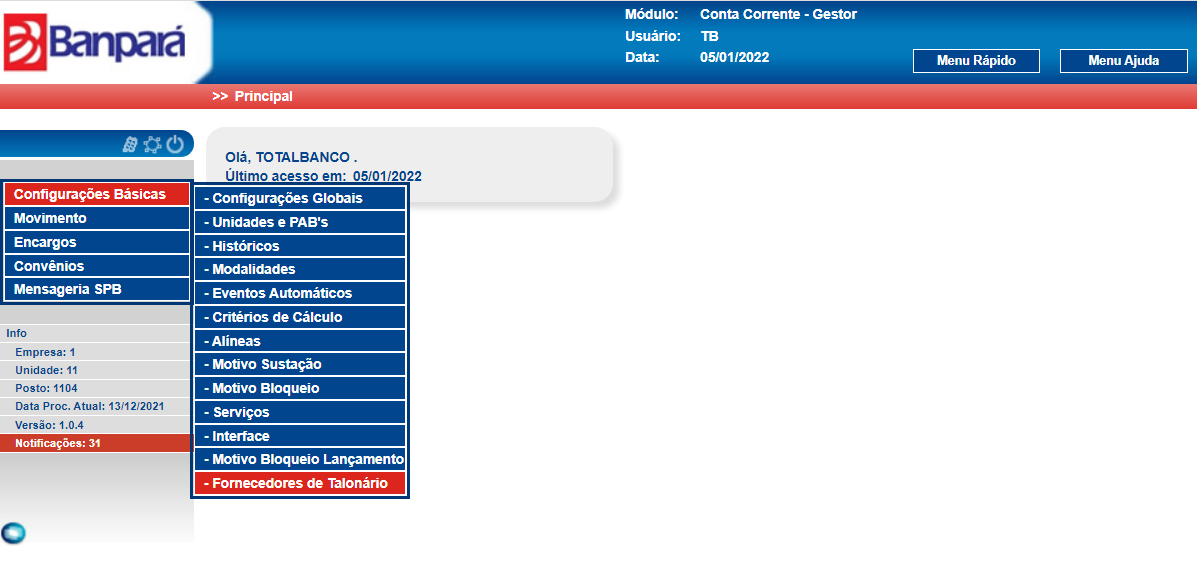 Banpará
Módulo: Conta Corrente - Gestor
Usuário: TB
Data: 05/01/2022
Menu Rápido
Menu Ajuda
>> Principal
Olá, TOTALBANCO .
Último acesso em: 05/01/2022
Configurações Básicas
Movimento
Encargos
Convênios
Mensageria SPB
- Configurações Globais
- Unidades e PAB's
- Históricos
- Modalidades
- Eventos Automáticos
- Critérios de Cálculo
- Alíneas
- Motivo Sustação
- Motivo Bloqueio
- Serviços
- Interface
- Motivo Bloqueio Lançamento
- Fornecedores de Talonário
Info
Empresa: 1
Unidade: 11
Posto: 1104
Data Proc. Atual: 13/12/2021
Versão: 1.0.4
Notificações: 31